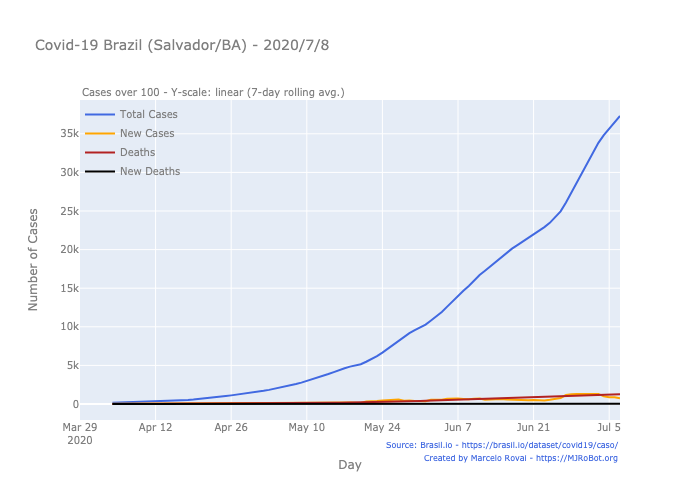 Covid-19 Brazil (Salvador/BA) - 2020/7/8
Cases over 100 - Y-scale: linear (7-day rolling avg.)
Total Cases
New Cases
Deaths
New Deaths
Number of Cases
35k
30k
25k
20k
15k
10k
5k
0
Mar 29
2020
Apr 12
Apr 26
May 10
May 24
Jun 7
Jun 21
Jul 5
Day
Source: Brasil.io - https://brasil.io/dataset/covid19/caso/
Created by Marcelo Rovai - https://MJRoBot.org